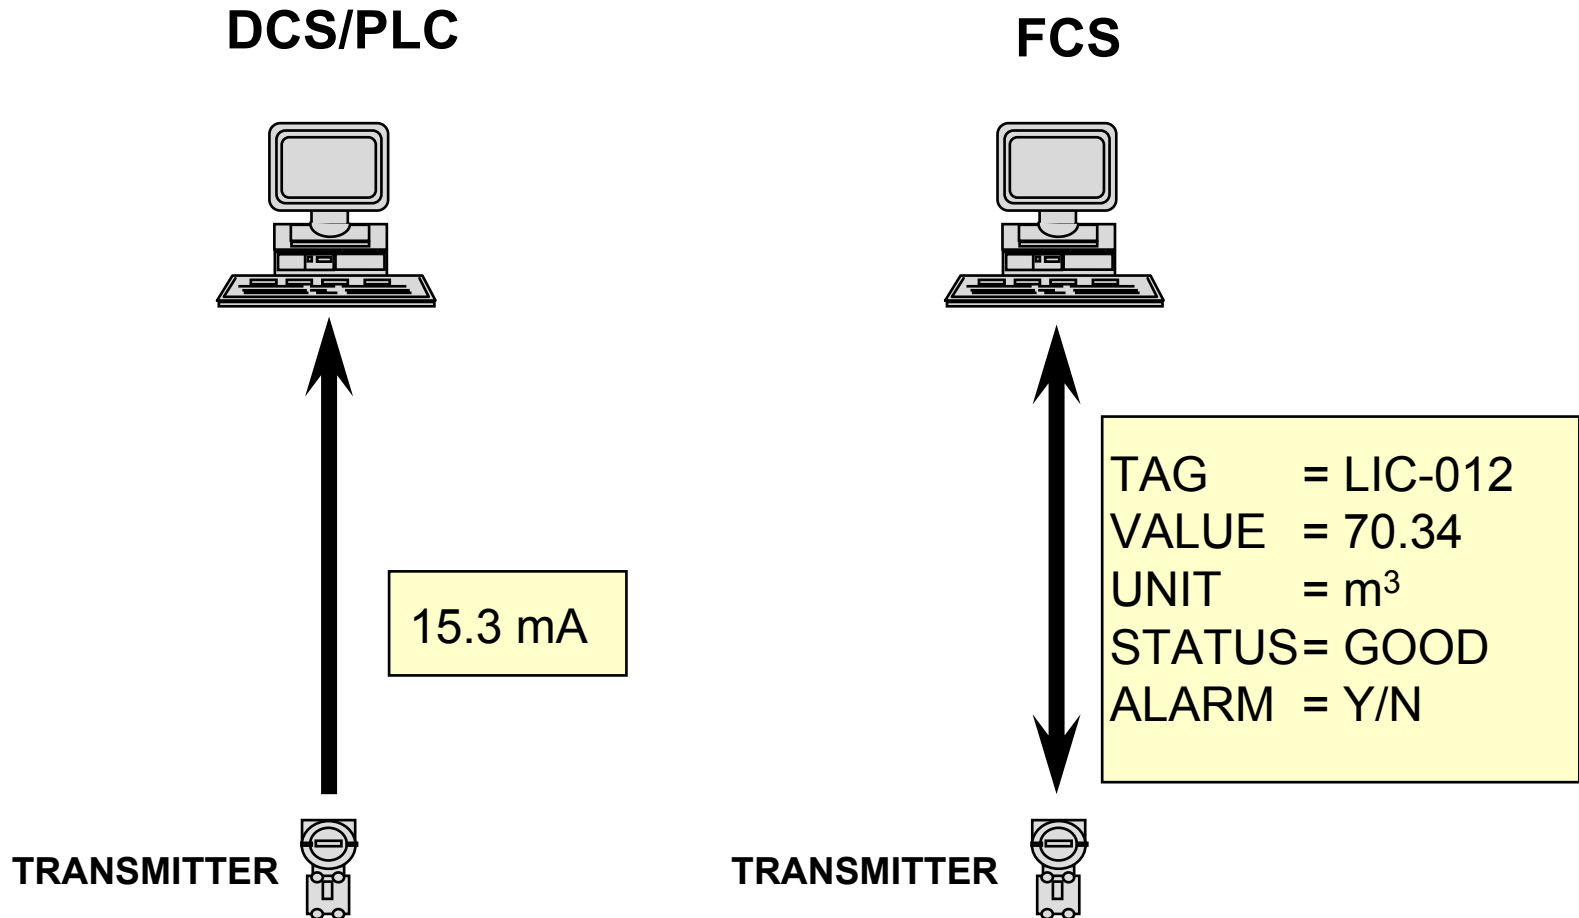 DCS/PLC
FCS
15.3 mA
TAG = LIC-012
VALUE = 70.34
UNIT = m³
STATUS= GOOD
ALARM = Y/N
TRANSMITTER
TRANSMITTER